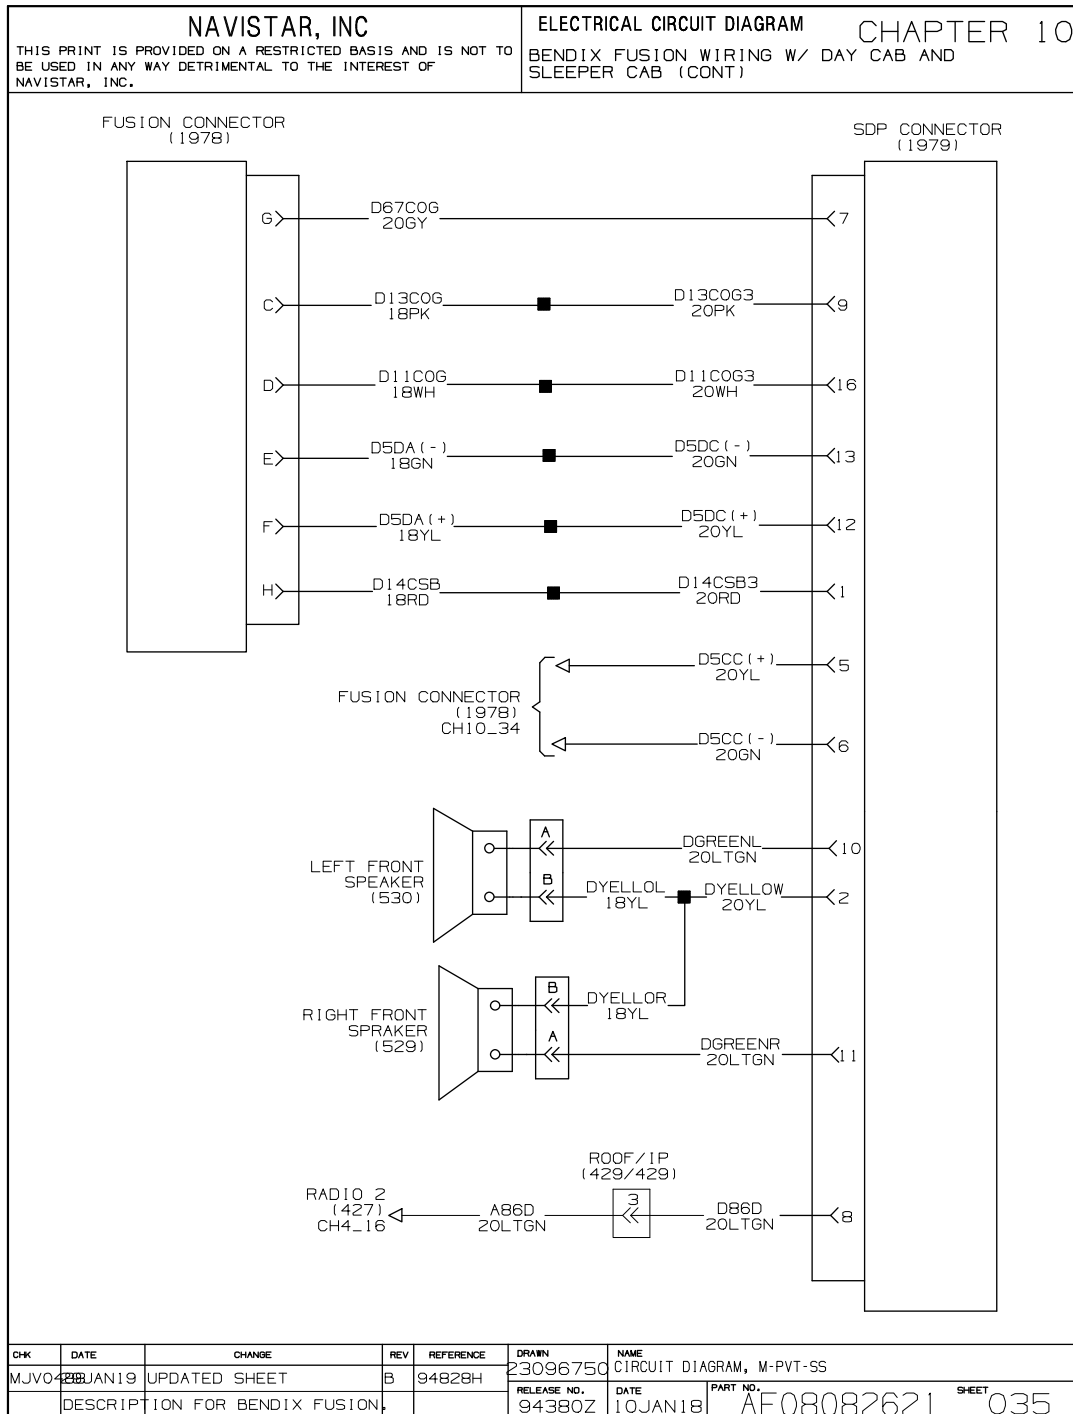 NAVISTAR, INC
THIS PRINT IS PROVIDED ON A RESTRICTED BASIS AND IS NOT TO
BE USED IN ANY WAY DETRIMENTAL TO THE INTEREST OF
NAVISTAR, INC.
ELECTRICAL CIRCUIT DIAGRAM
CHAPTER 10
BENDIX FUSION WIRING W/ DAY CAB AND
SLEEPER CAB (CONT)
FUSION CONNECTOR
(1978)
SDP CONNECTOR
(1979)
G
D67COG
20GY
7
C
D13COG
18PK
D13COG3
20PK
9
D
D11COG
18WH
D11COG3
20WH
16
E
D5DA(-)
18GN
D5DC(-)
20GN
13
F
D5DA(+)
18YL
D5DC(+)
20YL
12
H
D14CSB
18RD
D14CSB3
20RD
1
D5CC(+)
20YL
5
FUSION CONNECTOR
(1978)
CH10_34
D5CC(-)
20GN
6
LEFT FRONT
SPEAKER
(530)
A
DGREENL
20LTGN
10
B
DYELLOL
18YL
DYELLOW
20YL
2
RIGHT FRONT
SPRAKER
(529)
B
DYELLOR
18YL
A
DGREENR
20LTGN
11
ROOF/IP
(429/429)
RADIO 2
(427)
CH4_16
A86D
20LTGN
3
D86D
20LTGN
8
CHK
DATE
CHANGE
REV
REFERENCE
DRAWN
23096750
NAME
CIRCUIT DIAGRAM, M-PVT-SS
UAN19
UPDATED SHEET
B
94828H
DESCRIPTION FOR BENDIX FUSION.
RELEASE NO.
94380Z
DATE
10JAN18
PART NO.
AF08082621
SHEET
035